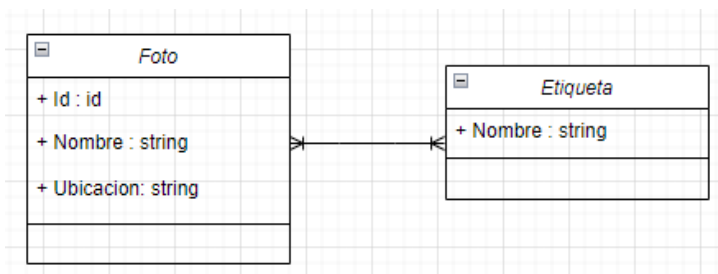 Foto
+ Id : id
+ Nombre : string
+ Ubicacion: string
Etiqueta
+ Nombre : string